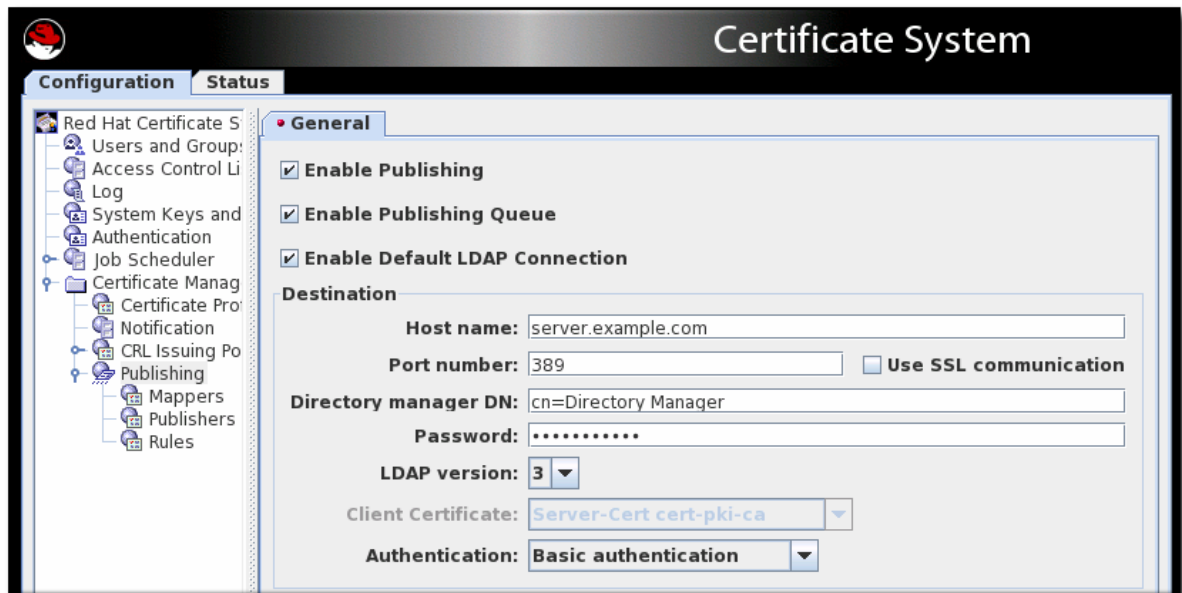 Certificate System
Configuration Status
Red Hat Certificate S
Users and Groups
Access Control Li
Log
System Keys and
Authentication
Job Scheduler
Certificate Manag
Certificate Pro
Notification
CRL Issuing Po
Publishing
Mappers
Publishers
Rules
General
Enable Publishing
Enable Publishing Queue
Enable Default LDAP Connection
Destination
Host name: server.example.com
Port number: 389 Use SSL communication
Directory manager DN: cn=Directory Manager
Password: •••••••••••
LDAP version: 3
Client Certificate: Server-Cert cert-pki-ca
Authentication: Basic authentication